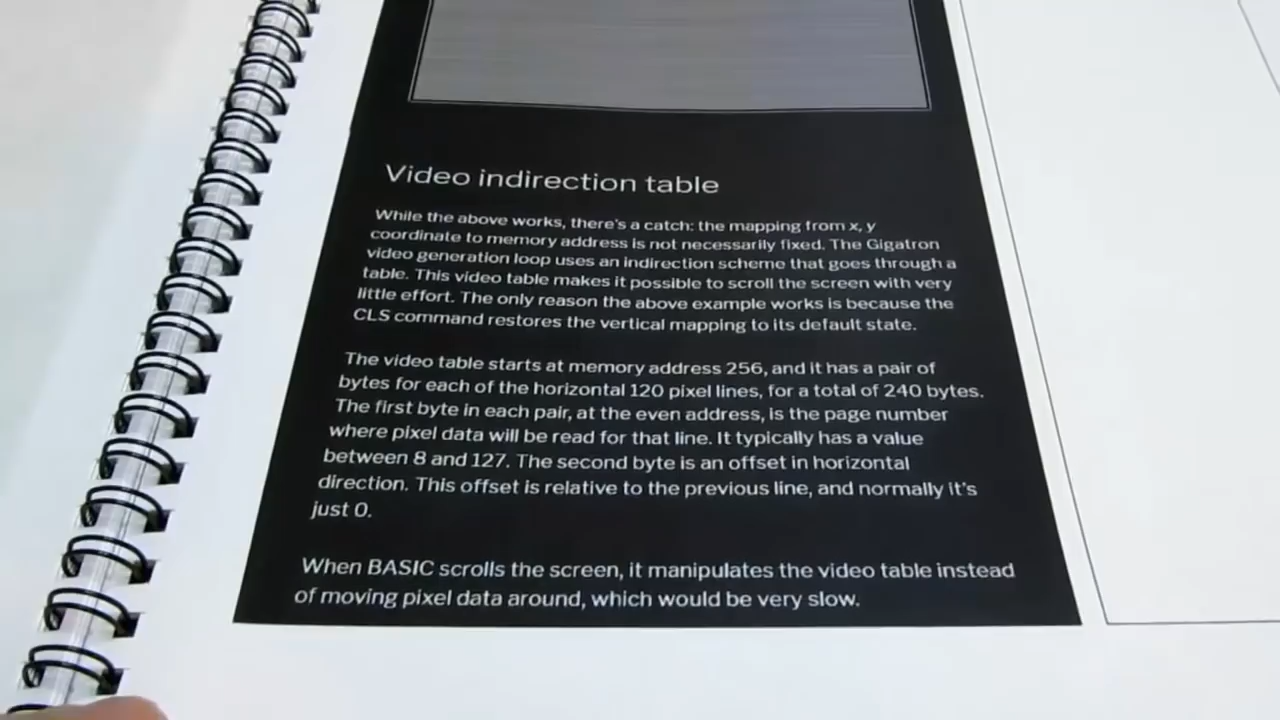 Video indirection table
While the above works, there's a catch: the mapping from x, y
coordinate to memory address is not necessarily fixed. The Gigatron
video generation loop uses an indirection scheme that goes through a
table. This video table makes it possible to scroll the screen with very
little effort. The only reason the above example works is because the
CLS command restores the vertical mapping to its default state.
The video table starts at memory address 256, and it has a pair of
bytes for each of the horizontal 120 pixel lines, for a total of 240 bytes.
The first byte in each pair, at the even address, is the page number
where pixel data will be read for that line. It typically has a value
between 8 and 127. The second byte is an offset in horizontal
direction. This offset is relative to the previous line, and normally it's
just 0.
When BASIC scrolls the screen, it manipulates the video table instead
of moving pixel data around, which would be very slow.